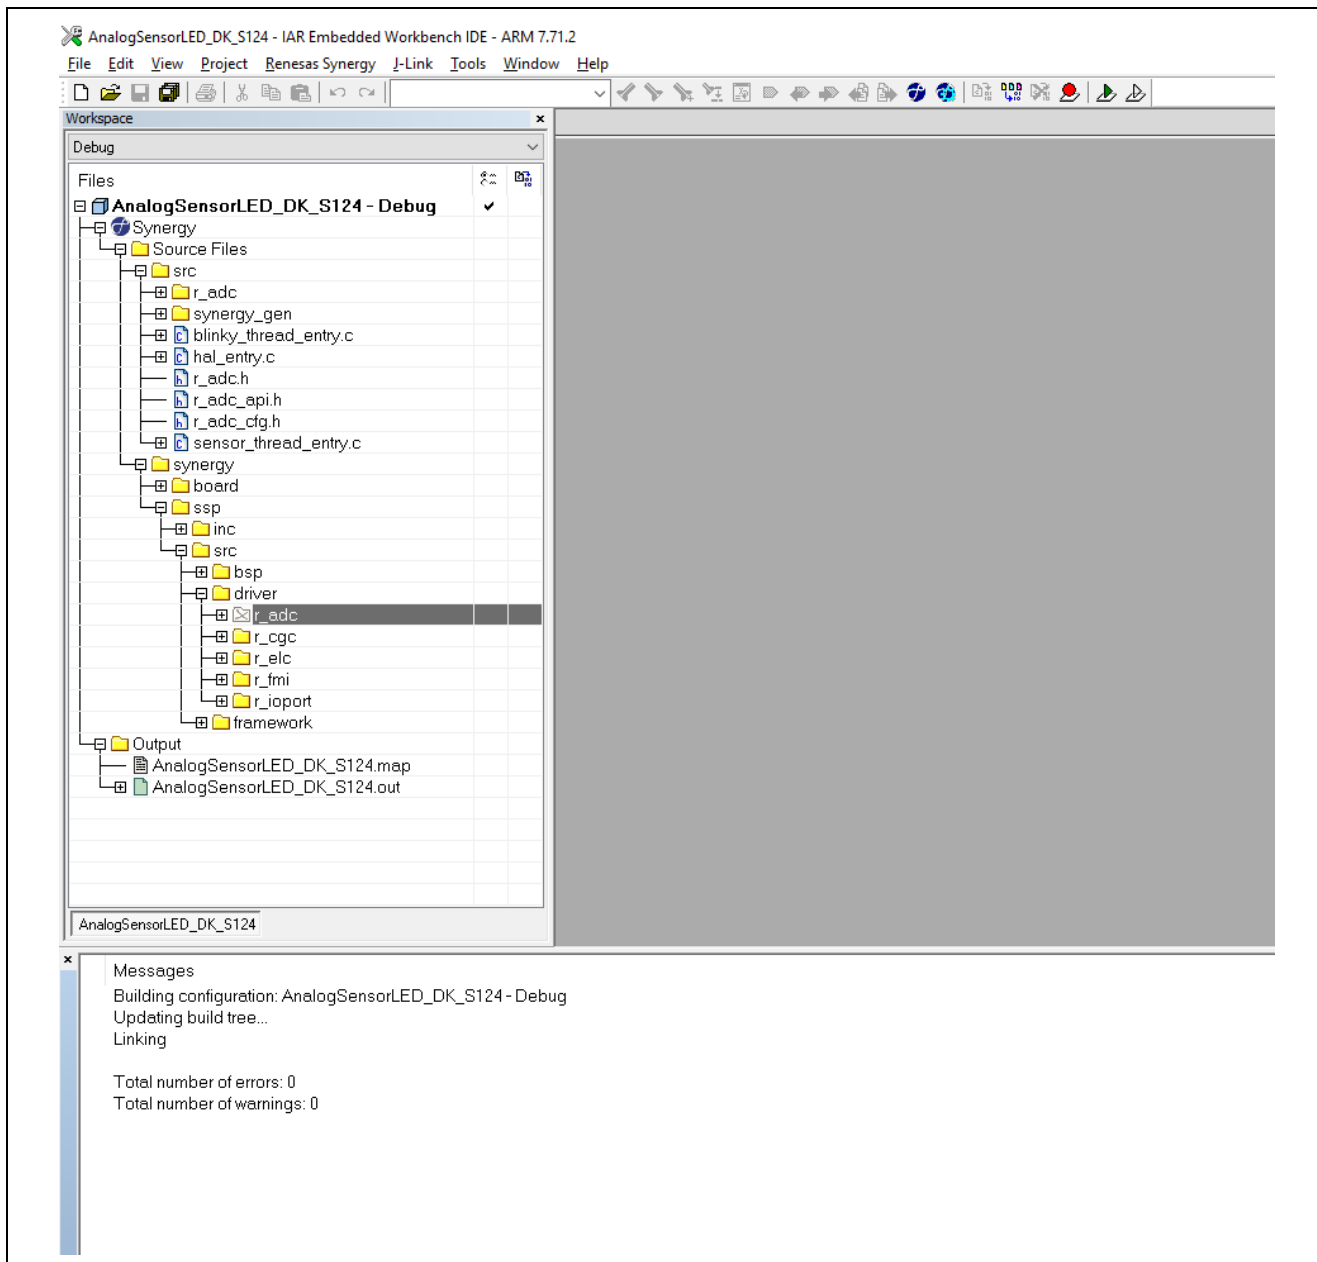 AnalogSensorLED_DK_S124 - IAR Embedded Workbench IDE - ARM 7.71.2
File Edit View Project Renesas Synergy J-Link Tools Window Help
Workspace
Debug
Files
AnalogSensorLED_DK_S124 - Debug
Synergy
Source Files
src
r_adc
synergy_gen
blinky_thread_entry.c
hal_entry.c
r_adc.h
r_adc_api.h
r_adc_cfg.h
sensor_thread_entry.c
synergy
board
ssp
inc
src
bsp
driver
r_adc
r_cgc
r_elc
r_fmi
r_ioport
framework
Output
AnalogSensorLED_DK_S124.map
AnalogSensorLED_DK_S124.out
AnalogSensorLED_DK_S124
Messages
Building configuration: AnalogSensorLED_DK_S124 - Debug
Updating build tree...
Linking
Total number of errors: 0
Total number of warnings: 0